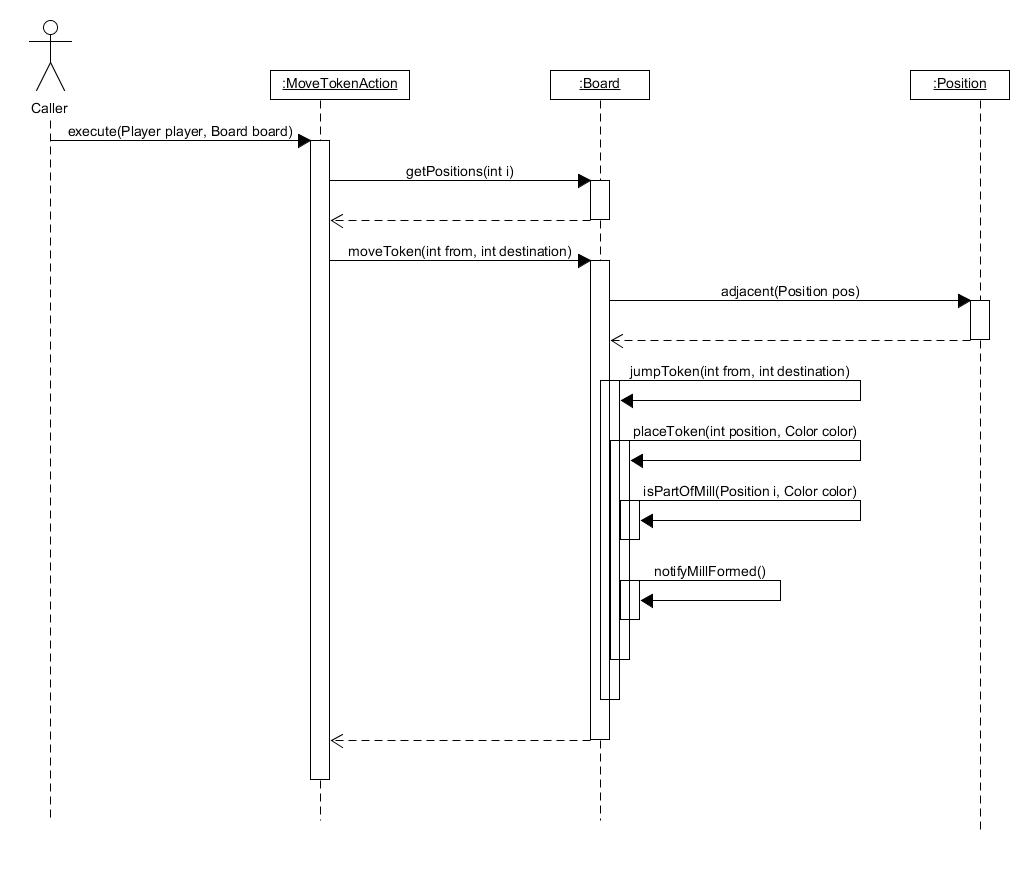 :MoveTokenAction
:Board
:Position
Caller
execute(Player player, Board board)
getPositions(int i)
moveToken(int from, int destination)
adjacent(Position pos)
jumpToken(int from, int destination)
placeToken(int position, Color color)
isPartOfMill(Position i, Color color)
notifyMillFormed()